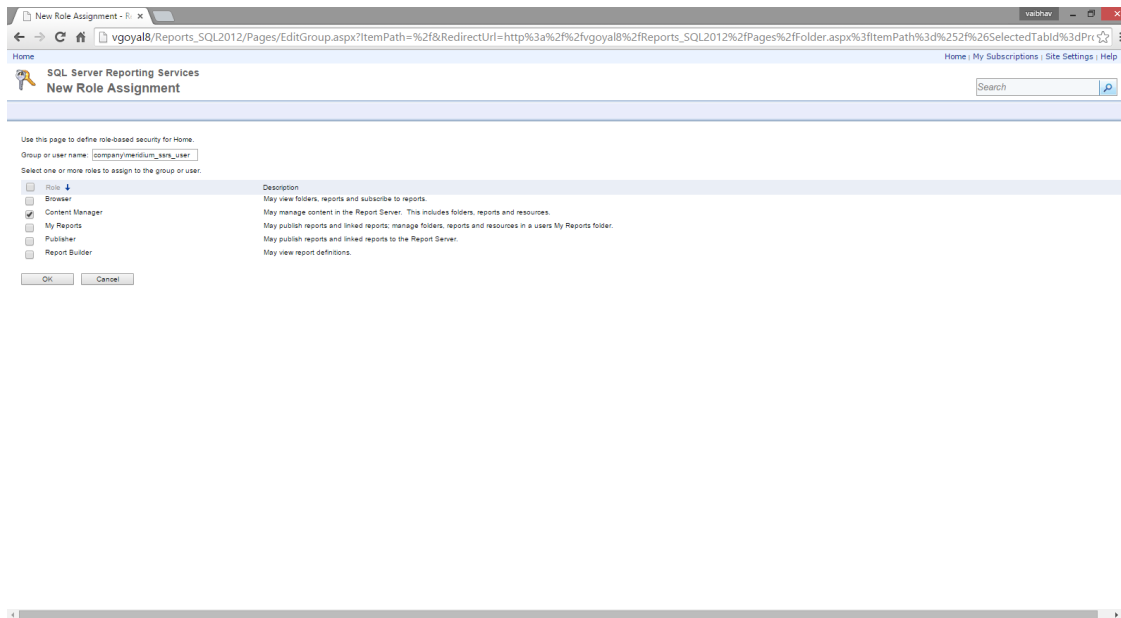 New Role Assignment - R
vaibhav
vgoyal8/Reports_SQL2012/Pages/EditGroup.aspx?ItemPath=%2f&RedirectUrl=http%3a%2f%2fvgoyal8%2fReports_SQL2012%2fPages%2fFolder.aspx%3fItemPath%3d%252f%26SelectedTabId%3dPr
Home
Home | My Subscriptions | Site Settings | Help
SQL Server Reporting Services
New Role Assignment
Search
Use this page to define role-based security for Home.
Group or user name: company\meridium_ssrs_user
Select one or more roles to assign to the group or user.
Role Description
Browser May view folders, reports and subscribe to reports.
Content Manager May manage content in the Report Server. This includes folders, reports and resources.
My Reports May publish reports and linked reports; manage folders, reports and resources in a users My Reports folder.
Publisher May publish reports and linked reports to the Report Server.
Report Builder May view report definitions.
OK Cancel